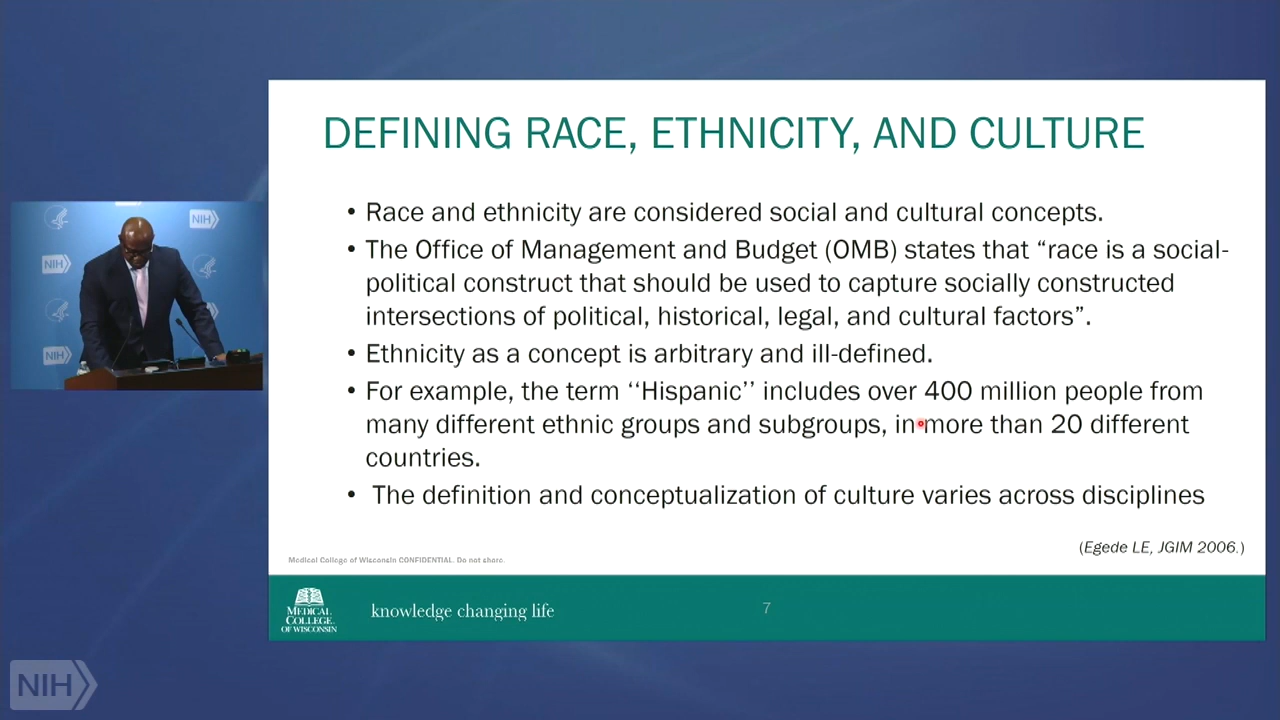 DEFINING RACE, ETHNICITY, AND CULTURE
• Race and ethnicity are considered social and cultural concepts.
• The Office of Management and Budget (OMB) states that “race is a social-
political construct that should be used to capture socially constructed
intersections of political, historical, legal, and cultural factors”.
• Ethnicity as a concept is arbitrary and ill-defined.
• For example, the term ‘‘Hispanic’’ includes over 400 million people from
many different ethnic groups and subgroups, in more than 20 different
countries.
• The definition and conceptualization of culture varies across disciplines
(Egede LE, JGIM 2006.)
Medical College of Wisconsin CONFIDENTIAL. Do not share.
MEDICAL
COLLEGE
OF WISCONSIN
knowledge changing life
7
NIH
NIH
NIH
NIH